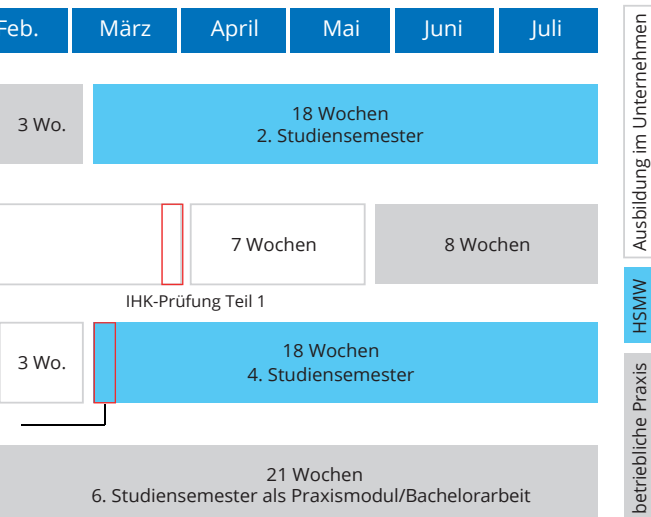 Feb.
März
April
Mai
Juni
Juli
3 Wo.
18 Wochen
2. Studiensemester
7 Wochen
8 Wochen
IHK-Prüfung Teil 1
3 Wo.
18 Wochen
4. Studiensemester
21 Wochen
6. Studiensemester als Praxismodul/Bachelorarbeit
Ausbildung im Unternehmen
HSMW
betriebliche Praxis